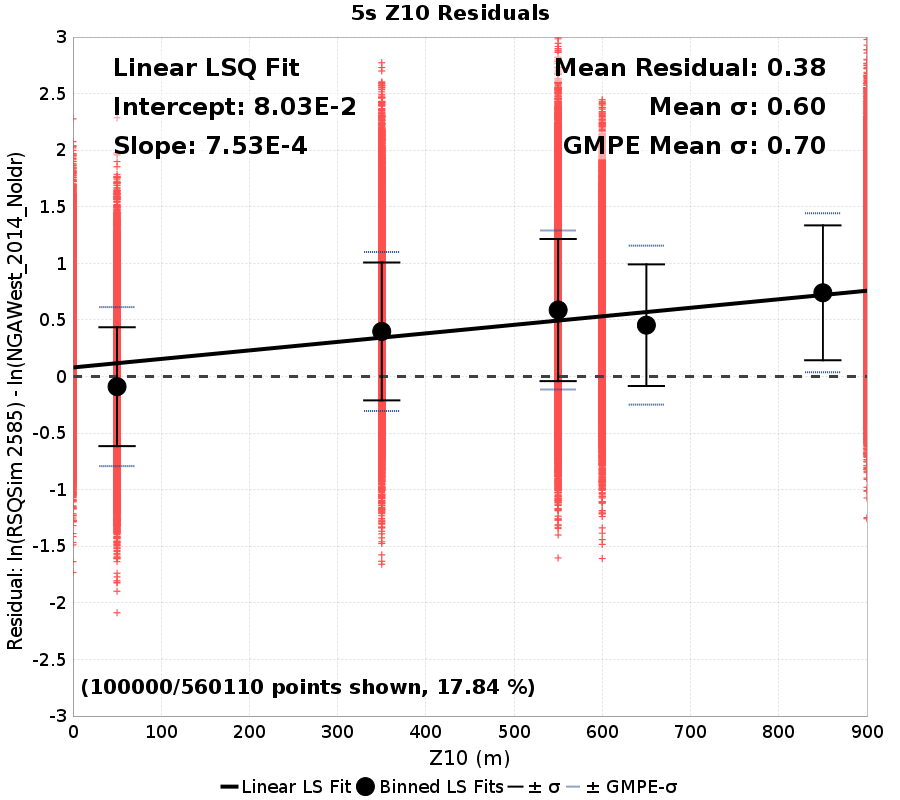 5s Z10 Residuals
Linear LSQ Fit
Intercept: 8.03E-2
Slope: 7.53E-4
Mean Residual: 0.38
Mean σ: 0.60
GMPE Mean σ: 0.70
Residual: ln(RSQSim 2585) - ln(NGAWest_2014_NoIdr)
3
2.5
2
1.5
1
0.5
0
-0.5
-1
-1.5
-2
-2.5
-3
(100000/560110 points shown, 17.84 %)
0 100 200 300 400 500 600 700 800 900
Z10 (m)
Linear LS Fit Binned LS Fits ± σ ± GMPE-σ